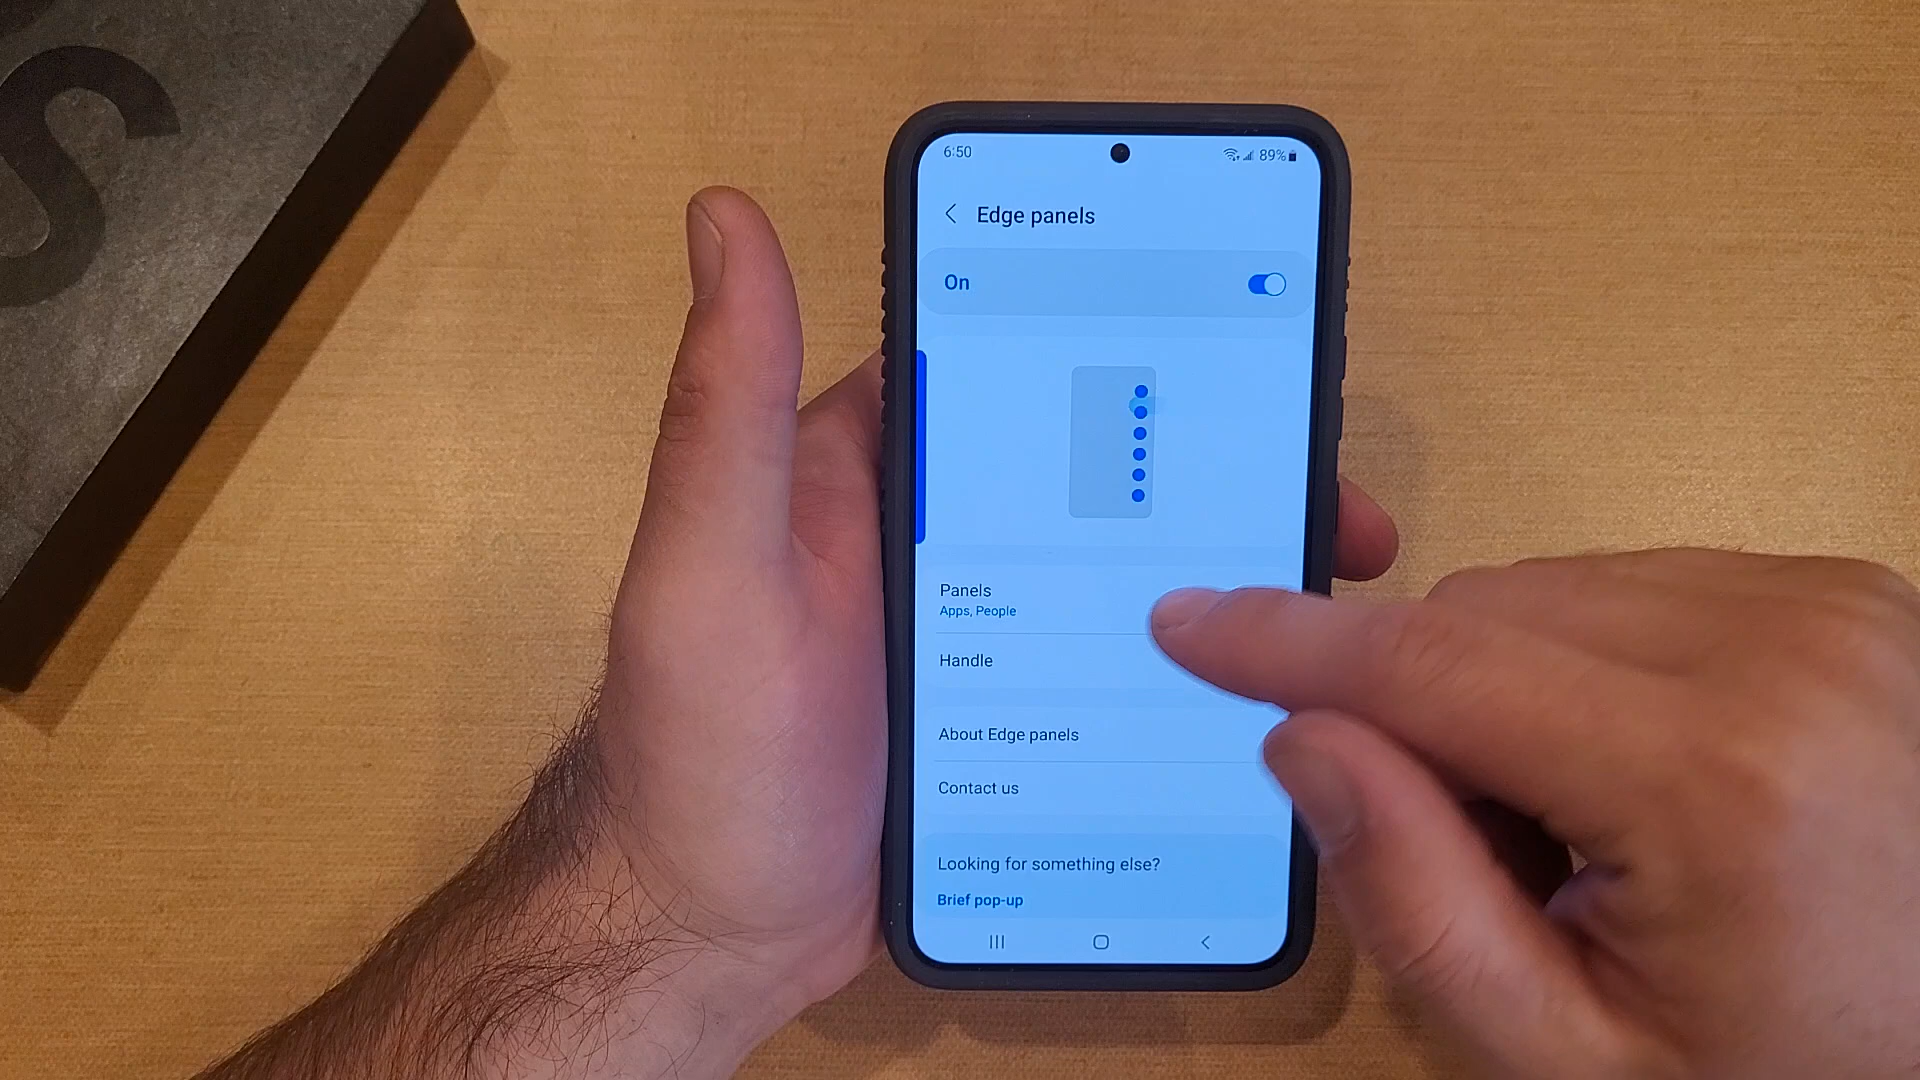 S
6:50
89%
Edge panels
On
Panels
Apps, People
Handle
About Edge panels
Contact us
Looking for something else?
Brief pop-up